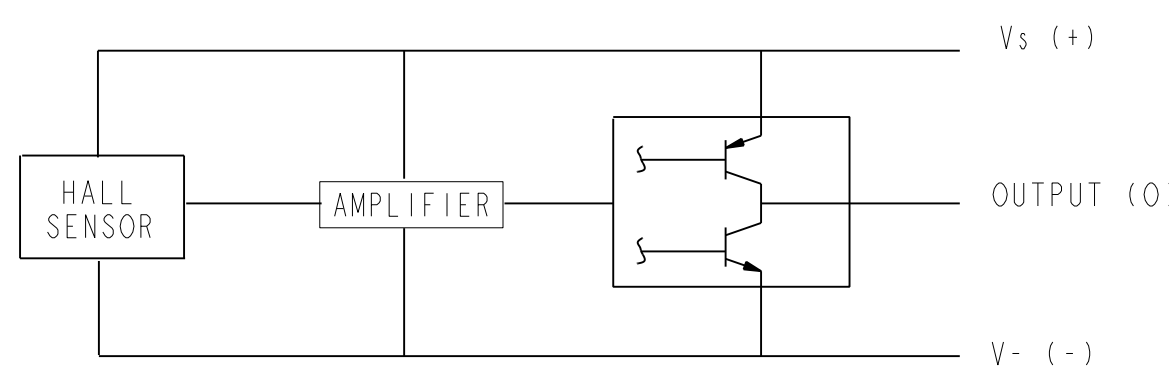 Vs (+)
HALL
SENSOR
AMPLIFIER
OUTPUT (O)
V- (-)